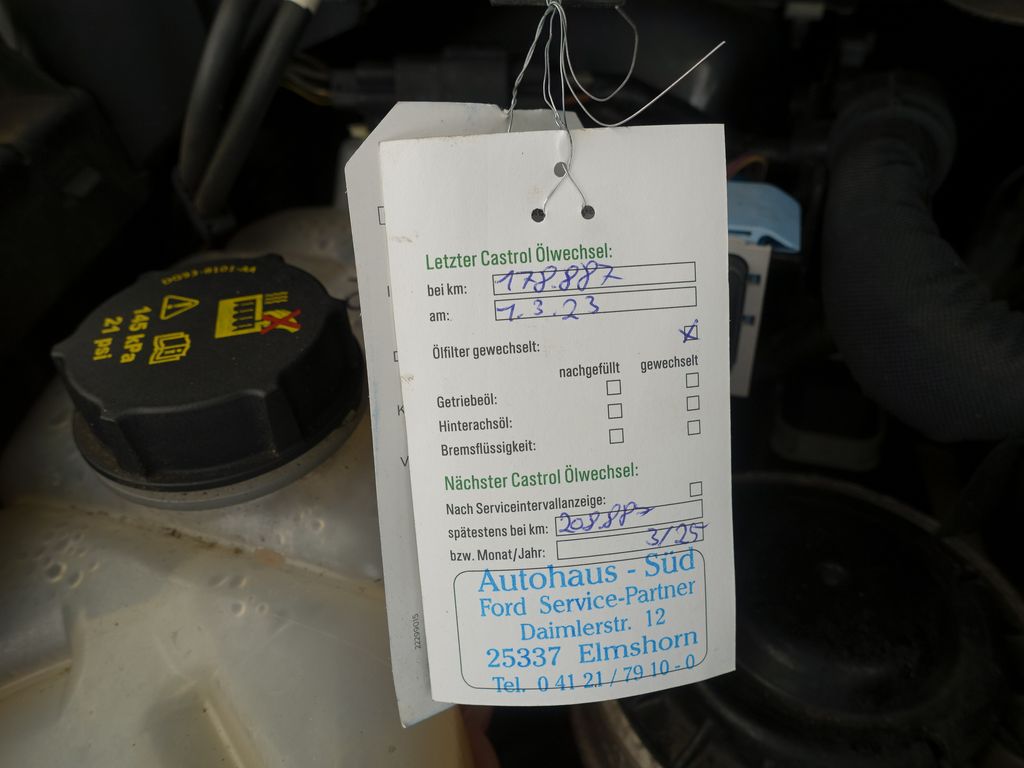 Letzter Castrol Ölwechsel:
bei km: 178.887
am: 1.3.23
Ölfilter gewechselt:
nachgefüllt gewechselt
Getriebeöl:
Hinterachsöl:
Bremsflüssigkeit:
Nächster Castrol Ölwechsel:
Nach Serviceintervallanzeige:
spätestens bei km: 208.88
bzw. Monat/Jahr: 3/25
Autohaus - Süd
Ford Service-Partner
Daimlerstr. 12
25337 Elmshorn
Tel. 0 41 21 / 79 10 - 0
22299015
145 kPa
21 psi